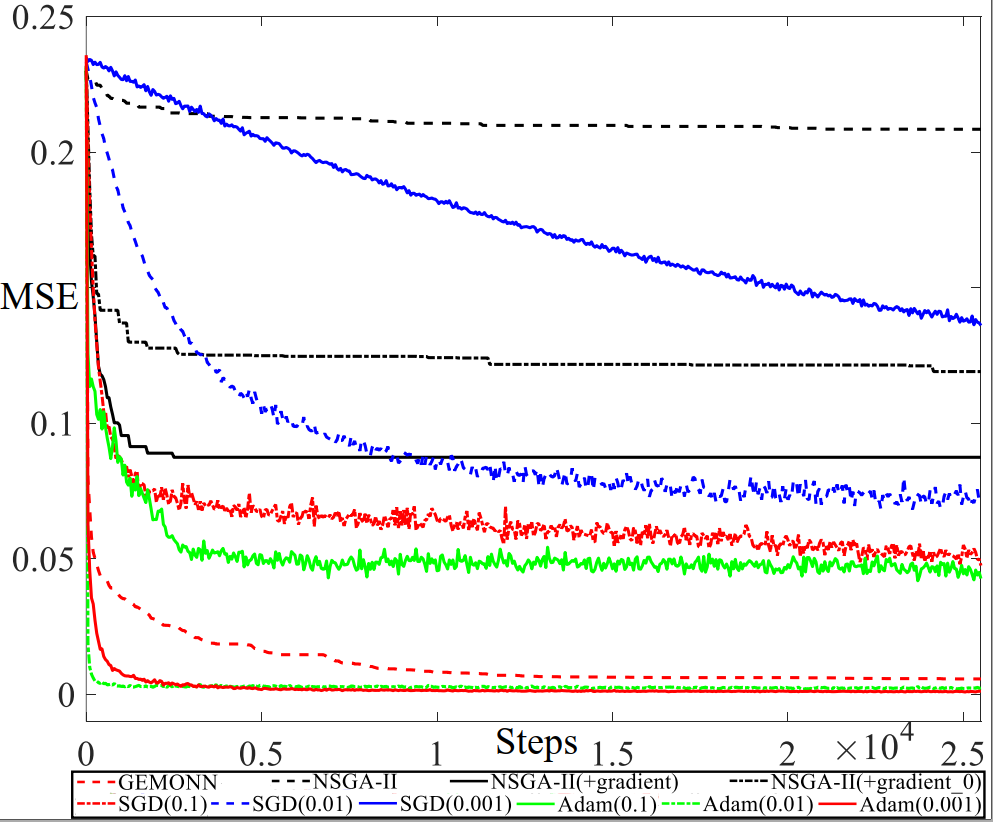 0.25
0.2
MSE
0.1
0.05
0
0 0.5 1 Steps 1.5 2 ×10^4 2.5
GEMONN NSGA-II NSGA-II(+gradient) NSGA-II(+gradient_0)
SGD(0.1) SGD(0.01) SGD(0.001) Adam(0.1) Adam(0.01) Adam(0.001)